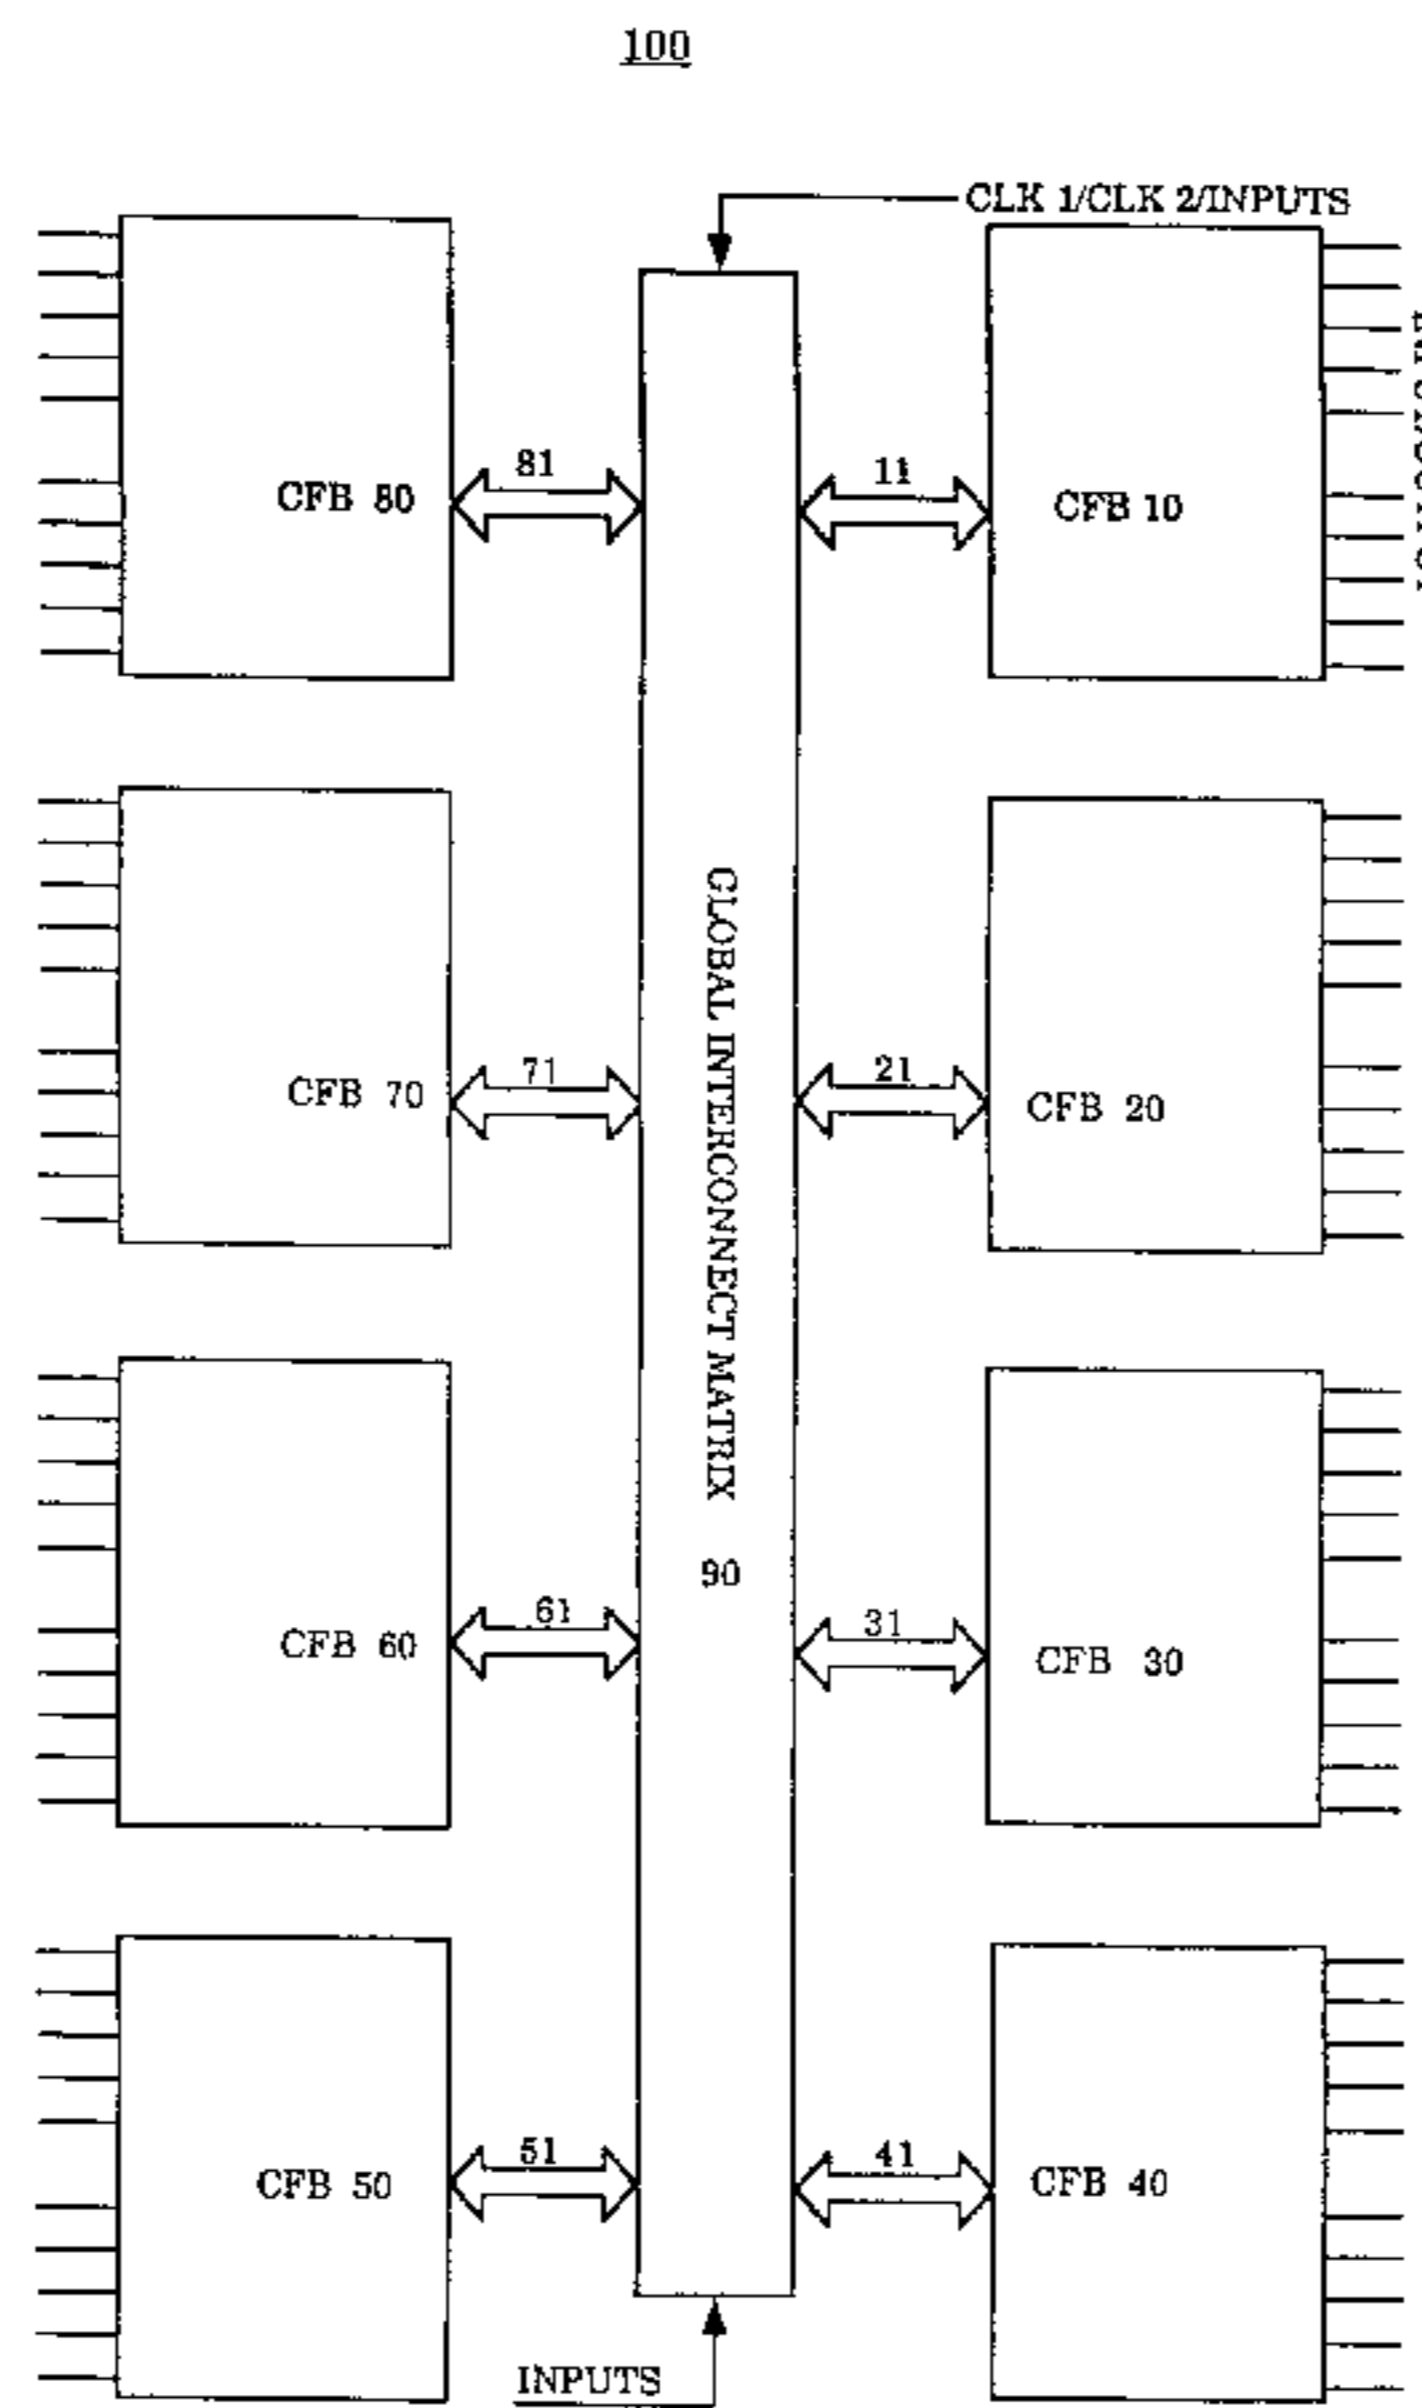 100
CLK 1/CLK 2/INPUTS
81
11
CFB 80
CFB 10
71
21
CFB 70
CFB 20
GLOBAL INTERCONNECT MATRIX 90
61
31
CFB 60
CFB 30
51
41
CFB 50
CFB 40
INPUTS